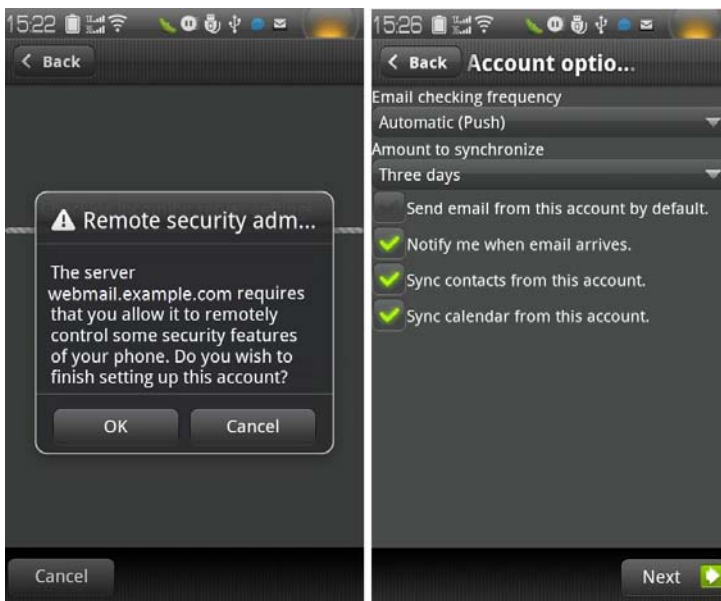 15:22
Back
Remote security adm...
The server
webmail.example.com requires
that you allow it to remotely
control some security features
of your phone. Do you wish to
finish setting up this account?
OK Cancel
Cancel
15:26
Back Account optio...
Email checking frequency
Automatic (Push)
Amount to synchronize
Three days
Send email from this account by default.
Notify me when email arrives.
Sync contacts from this account.
Sync calendar from this account.
Next